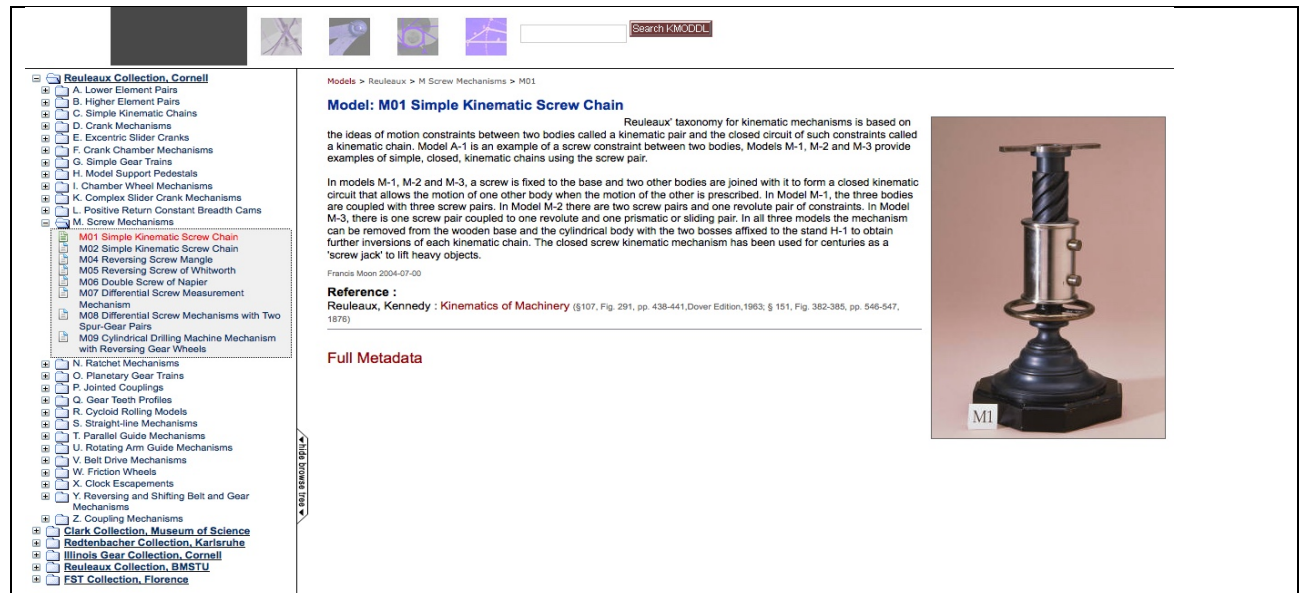 Search KMODDL
Reuleaux Collection, Cornell
A. Lower Element Pairs
B. Higher Element Pairs
C. Simple Kinematic Chains
D. Crank Mechanisms
E. Excentric Slider Cranks
F. Crank Chamber Mechanisms
G. Simple Gear Trains
H. Model Support Pedestals
I. Chamber Wheel Mechanisms
K. Complex Slider Crank Mechanisms
L. Positive Return Constant Breadth Cams
M. Screw Mechanisms
M01 Simple Kinematic Screw Chain
M02 Simple Kinematic Screw Chain
M04 Reversing Screw Mangle
M05 Reversing Screw of Whitworth
M06 Double Screw of Napier
M07 Differential Screw Measurement
Mechanism
M08 Differential Screw Mechanisms with Two
Spur-Gear Pairs
M09 Cylindrical Drilling Machine Mechanism
with Reversing Gear Wheels
N. Ratchet Mechanisms
O. Planetary Gear Trains
P. Jointed Couplings
Q. Gear Teeth Profiles
R. Cycloid Rolling Models
S. Straight-line Mechanisms
T. Parallel Guide Mechanisms
U. Rotating Arm Guide Mechanisms
V. Belt Drive Mechanisms
W. Friction Wheels
X. Clock Escapements
Y. Reversing and Shifting Belt and Gear
Mechanisms
Z. Coupling Mechanisms
Clark Collection, Museum of Science
Redtenbacher Collection, Karlsruhe
Illinois Gear Collection, Cornell
Reuleaux Collection, BMSTU
FST Collection, Florence
hide browse tree
Models > Reuleaux > M Screw Mechanisms > M01
Model: M01 Simple Kinematic Screw Chain
Reuleaux' taxonomy for kinematic mechanisms is based on
the ideas of motion constraints between two bodies called a kinematic pair and the closed circuit of such constraints called
a kinematic chain. Model A-1 is an example of a screw constraint between two bodies, Models M-1, M-2 and M-3 provide
examples of simple, closed, kinematic chains using the screw pair.
In models M-1, M-2 and M-3, a screw is fixed to the base and two other bodies are joined with it to form a closed kinematic
circuit that allows the motion of one other body when the motion of the other is prescribed. In Model M-1, the three bodies
are coupled with three screw pairs. In Model M-2 there are two screw pairs and one revolute pair of constraints. In Model
M-3, there is one screw pair coupled to one revolute and one prismatic or sliding pair. In all three models the mechanism
can be removed from the wooden base and the cylindrical body with the two bosses affixed to the stand H-1 to obtain
further inversions of each kinematic chain. The closed screw kinematic mechanism has been used for centuries as a
'screw jack' to lift heavy objects.
Francis Moon 2004-07-00
Reference :
Reuleaux, Kennedy : Kinematics of Machinery (§107, Fig. 291, pp. 438-441,Dover Edition,1963; § 151, Fig. 382-385, pp. 546-547,
1876)
Full Metadata
M1